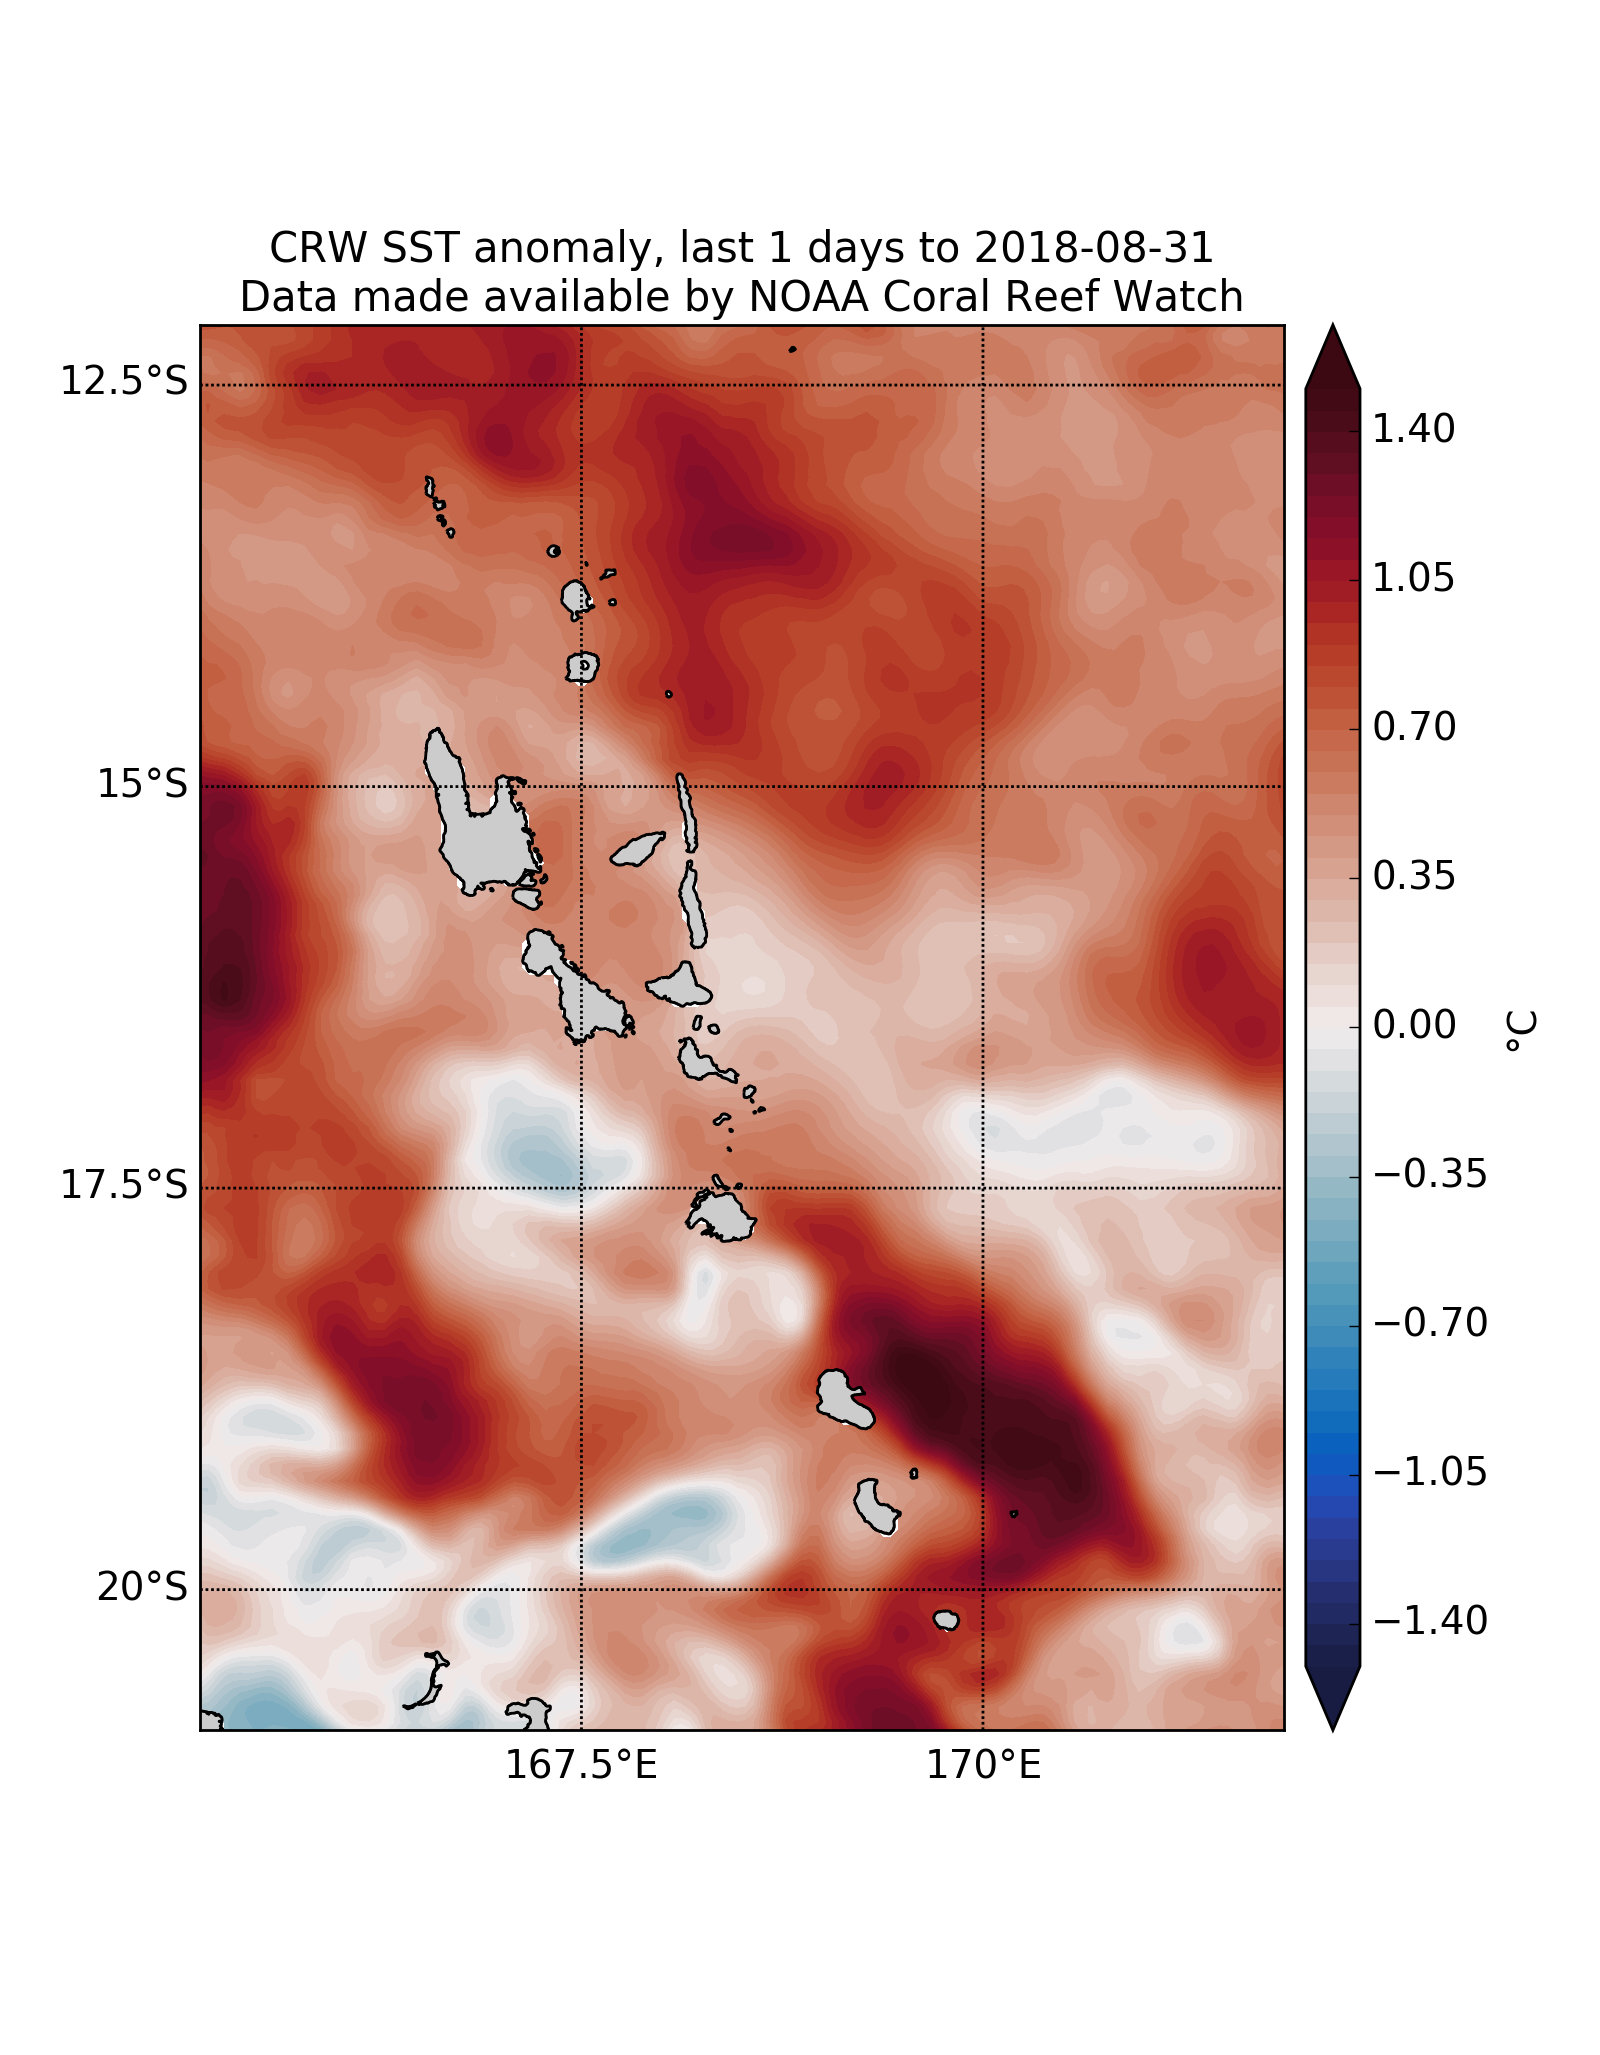 CRW SST anomaly, last 1 days to 2018-08-31
Data made available by NOAA Coral Reef Watch
12.5°S
15°S
17.5°S
20°S
167.5°E
170°E
1.40
1.05
0.70
0.35
0.00
−0.35
−0.70
−1.05
−1.40
°C